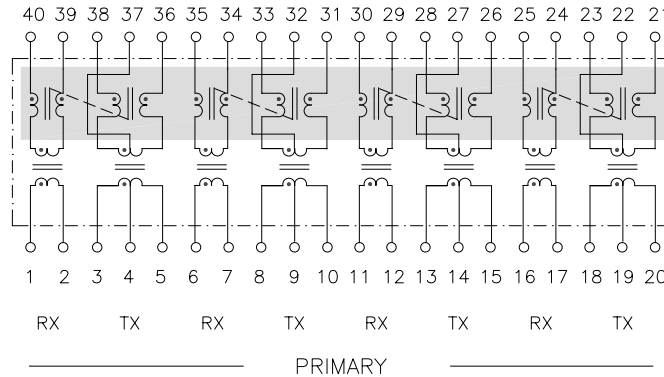 40 39 38 37 36 35 34 33 32 31 30 29 28 27 26 25 24 23 22 21
1 2 3 4 5 6 7 8 9 10 11 12 13 14 15 16 17 18 19 20
RX TX RX TX RX TX RX TX
PRIMARY